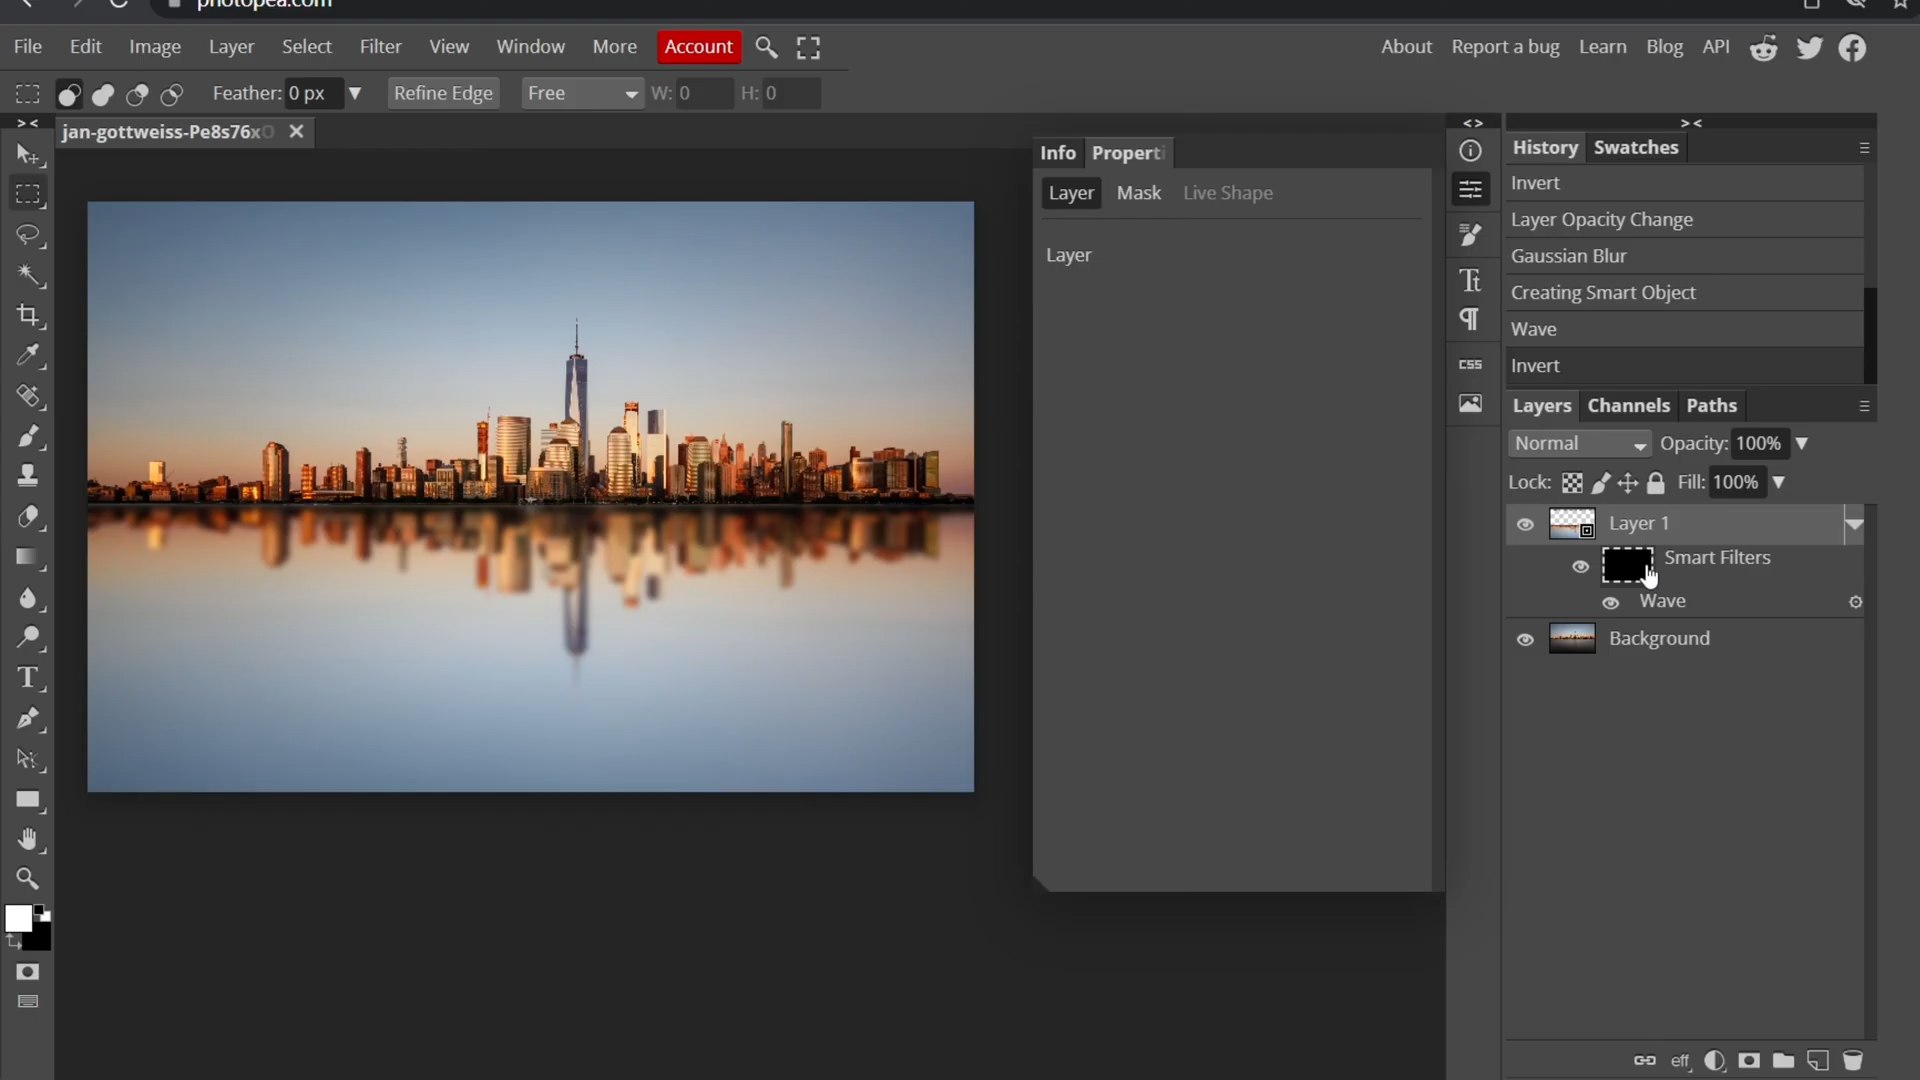 photopea.com
File Edit Image Layer Select Filter View Window More Account About Report a bug Learn Blog API
Feather: 0 px Refine Edge Free W: 0 H: 0
jan-gottweiss-Pe8s76xO
Info Properti
Layer Mask Live Shape
Layer
Tt
¶
CSS
History Swatches
Invert
Layer Opacity Change
Gaussian Blur
Creating Smart Object
Wave
Invert
Layers Channels Paths
Normal Opacity: 100%
Lock: Fill: 100%
Layer 1
Smart Filters
Wave
Background
eff
T